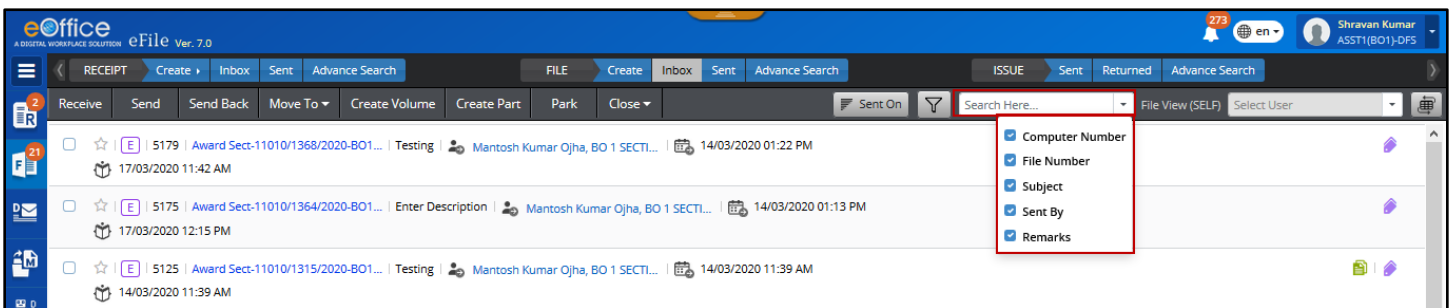 eOffice
A DIGITAL WORKPLACE SOLUTION eFile Ver. 7.0
273
en
Shravan Kumar
ASST1(BO1)-DFS
RECEIPT Create Inbox Sent Advance Search FILE Create Inbox Sent Advance Search ISSUE Sent Returned Advance Search
2
R
Receive Send Send Back Move To Create Volume Create Part Park Close Sent On Search Here... File View (SELF) Select User
Computer Number
File Number
Subject
Sent By
Remarks
21
F
E 5179 Award Sect-11010/1368/2020-BO1... Testing Mantosh Kumar Ojha, BO 1 SECTI... 14/03/2020 01:22 PM
17/03/2020 11:42 AM
D
E 5175 Award Sect-11010/1364/2020-BO1... Enter Description Mantosh Kumar Ojha, BO 1 SECTI... 14/03/2020 01:13 PM
17/03/2020 12:15 PM
M
E 5125 Award Sect-11010/1315/2020-BO1... Testing Mantosh Kumar Ojha, BO 1 SECTI... 14/03/2020 11:39 AM
14/03/2020 11:39 AM
D